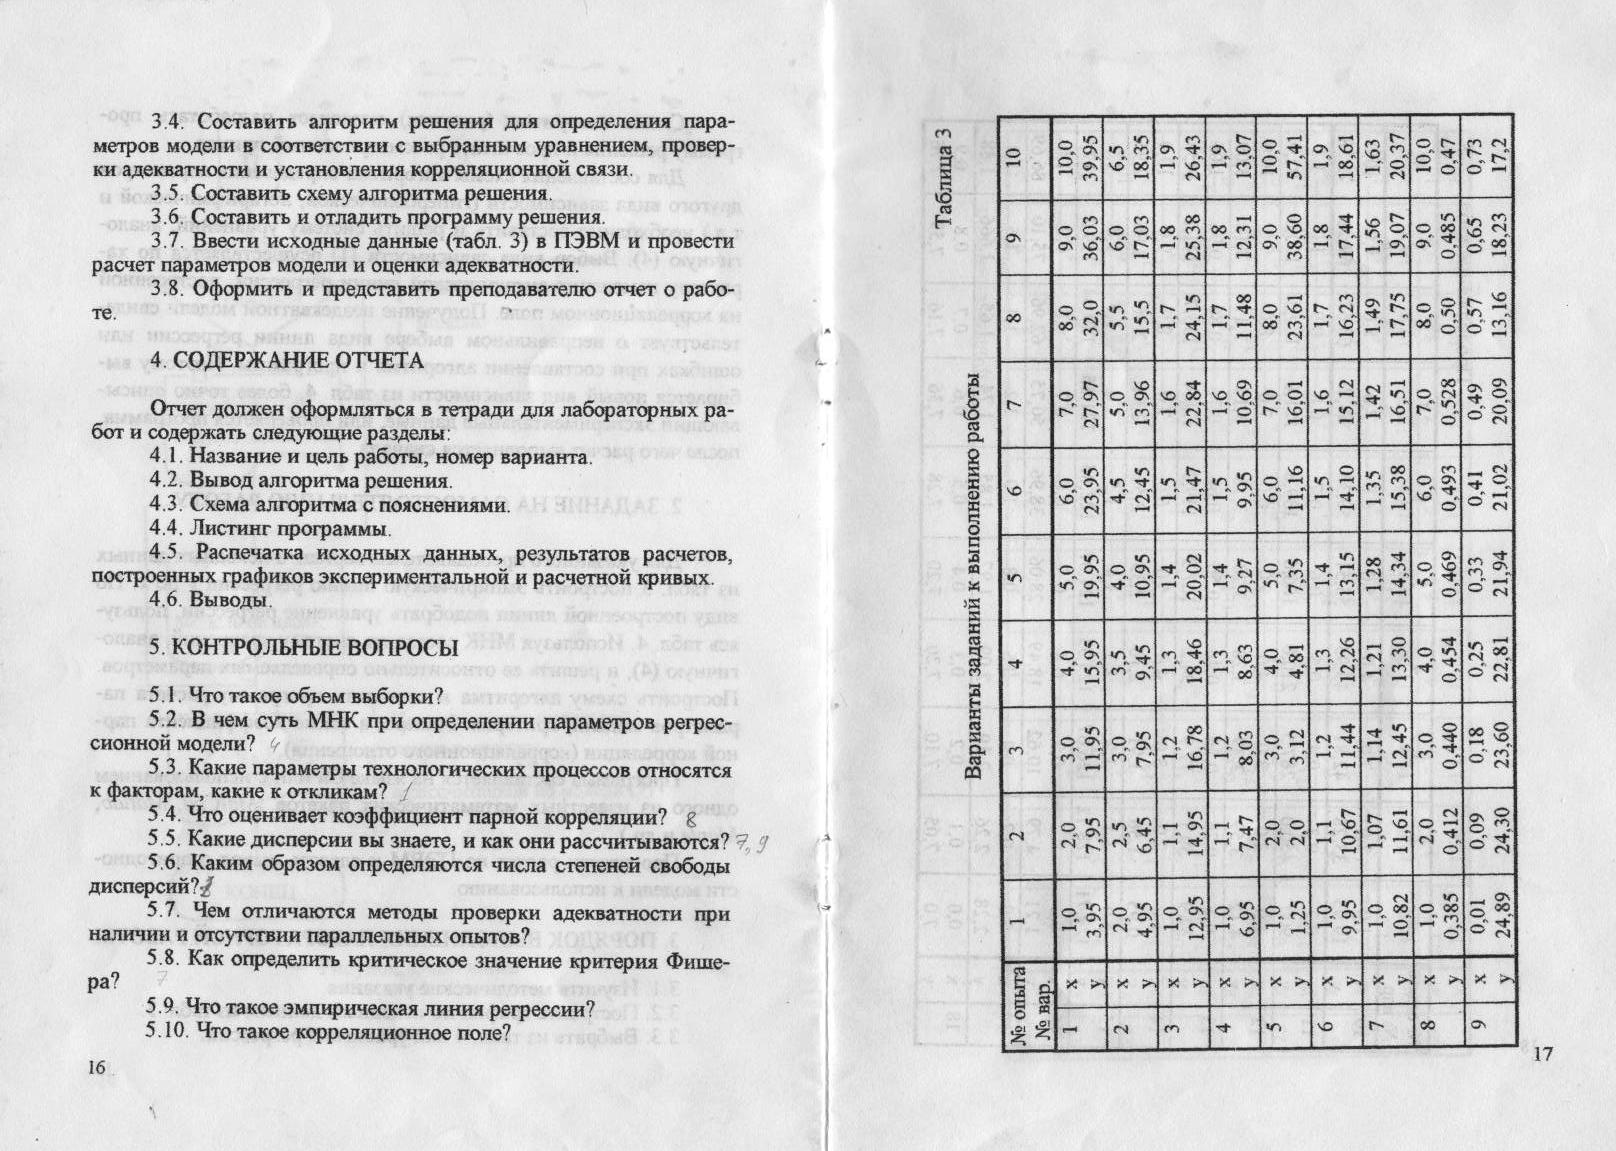 3.4. Составить алгоритм решения для определения пара-
метров модели в соответствии с выбранным уравнением, провер-
ки адекватности и установления корреляционной связи.
3.5. Составить схему алгоритма решения.
3.6. Составить и отладить программу решения.
3.7. Ввести исходные данные (табл. 3) в ПЭВМ и провести
расчет параметров модели и оценки адекватности.
3.8. Оформить и представить преподавателю отчет о рабо-
те.
4. СОДЕРЖАНИЕ ОТЧЕТА
Отчет должен оформляться в тетради для лабораторных ра-
бот и содержать следующие разделы:
4.1. Название и цель работы, номер варианта.
4.2. Вывод алгоритма решения.
4.3. Схема алгоритма с пояснениями.
4.4. Листинг программы.
4.5. Распечатка исходных данных, результатов расчетов,
построенных графиков экспериментальной и расчетной кривых.
4.6. Выводы.
5. КОНТРОЛЬНЫЕ ВОПРОСЫ
5.1. Что такое объем выборки?
5.2. В чем суть МНК при определении параметров регрес-
сионной модели? 4
5.3. Какие параметры технологических процессов относятся
к факторам, какие к откликам? 1
5.4. Что оценивает коэффициент парной корреляции? 8
5.5. Какие дисперсии вы знаете, и как они рассчитываются? 7, 9
5.6. Каким образом определяются числа степеней свободы
дисперсий?
5.7. Чем отличаются методы проверки адекватности при
наличии и отсутствии параллельных опытов?
5.8. Как определить критическое значение критерия Фише-
ра? 7
5.9. Что такое эмпирическая линия регрессии?
5.10. Что такое корреляционное поле?
16
Таблица 3
Варианты заданий к выполнению работы
№ опыта 1 2 3 4 5 6 7 8 9 10
№ вар.
1 x 1,0 2,0 3,0 4,0 5,0 6,0 7,0 8,0 9,0 10,0
y 3,95 7,95 11,95 15,95 19,95 23,95 27,97 32,0 36,03 39,95
2 x 2,0 2,5 3,0 3,5 4,0 4,5 5,0 5,5 6,0 6,5
y 4,95 6,45 7,95 9,45 10,95 12,45 13,96 15,5 17,03 18,35
3 x 1,0 1,1 1,2 1,3 1,4 1,5 1,6 1,7 1,8 1,9
y 12,95 14,95 16,78 18,46 20,02 21,47 22,84 24,15 25,38 26,43
4 x 1,0 1,1 1,2 1,3 1,4 1,5 1,6 1,7 1,8 1,9
y 6,95 7,47 8,03 8,63 9,27 9,95 10,69 11,48 12,31 13,07
5 x 1,0 2,0 3,0 4,0 5,0 6,0 7,0 8,0 9,0 10,0
y 1,25 2,0 3,12 4,81 7,35 11,16 16,01 23,61 38,60 57,41
6 x 1,0 1,1 1,2 1,3 1,4 1,5 1,6 1,7 1,8 1,9
y 9,95 10,67 11,44 12,26 13,15 14,10 15,12 16,23 17,44 18,61
7 x 1,0 1,07 1,14 1,21 1,28 1,35 1,42 1,49 1,56 1,63
y 10,82 11,61 12,45 13,30 14,34 15,38 16,51 17,75 19,07 20,37
8 x 1,0 2,0 3,0 4,0 5,0 6,0 7,0 8,0 9,0 10,0
y 0,385 0,412 0,440 0,454 0,469 0,493 0,528 0,50 0,485 0,47
9 x 0,01 0,09 0,18 0,25 0,33 0,41 0,49 0,57 0,65 0,73
y 24,89 24,30 23,60 22,81 21,94 21,02 20,09 13,16 18,23 17,2
17